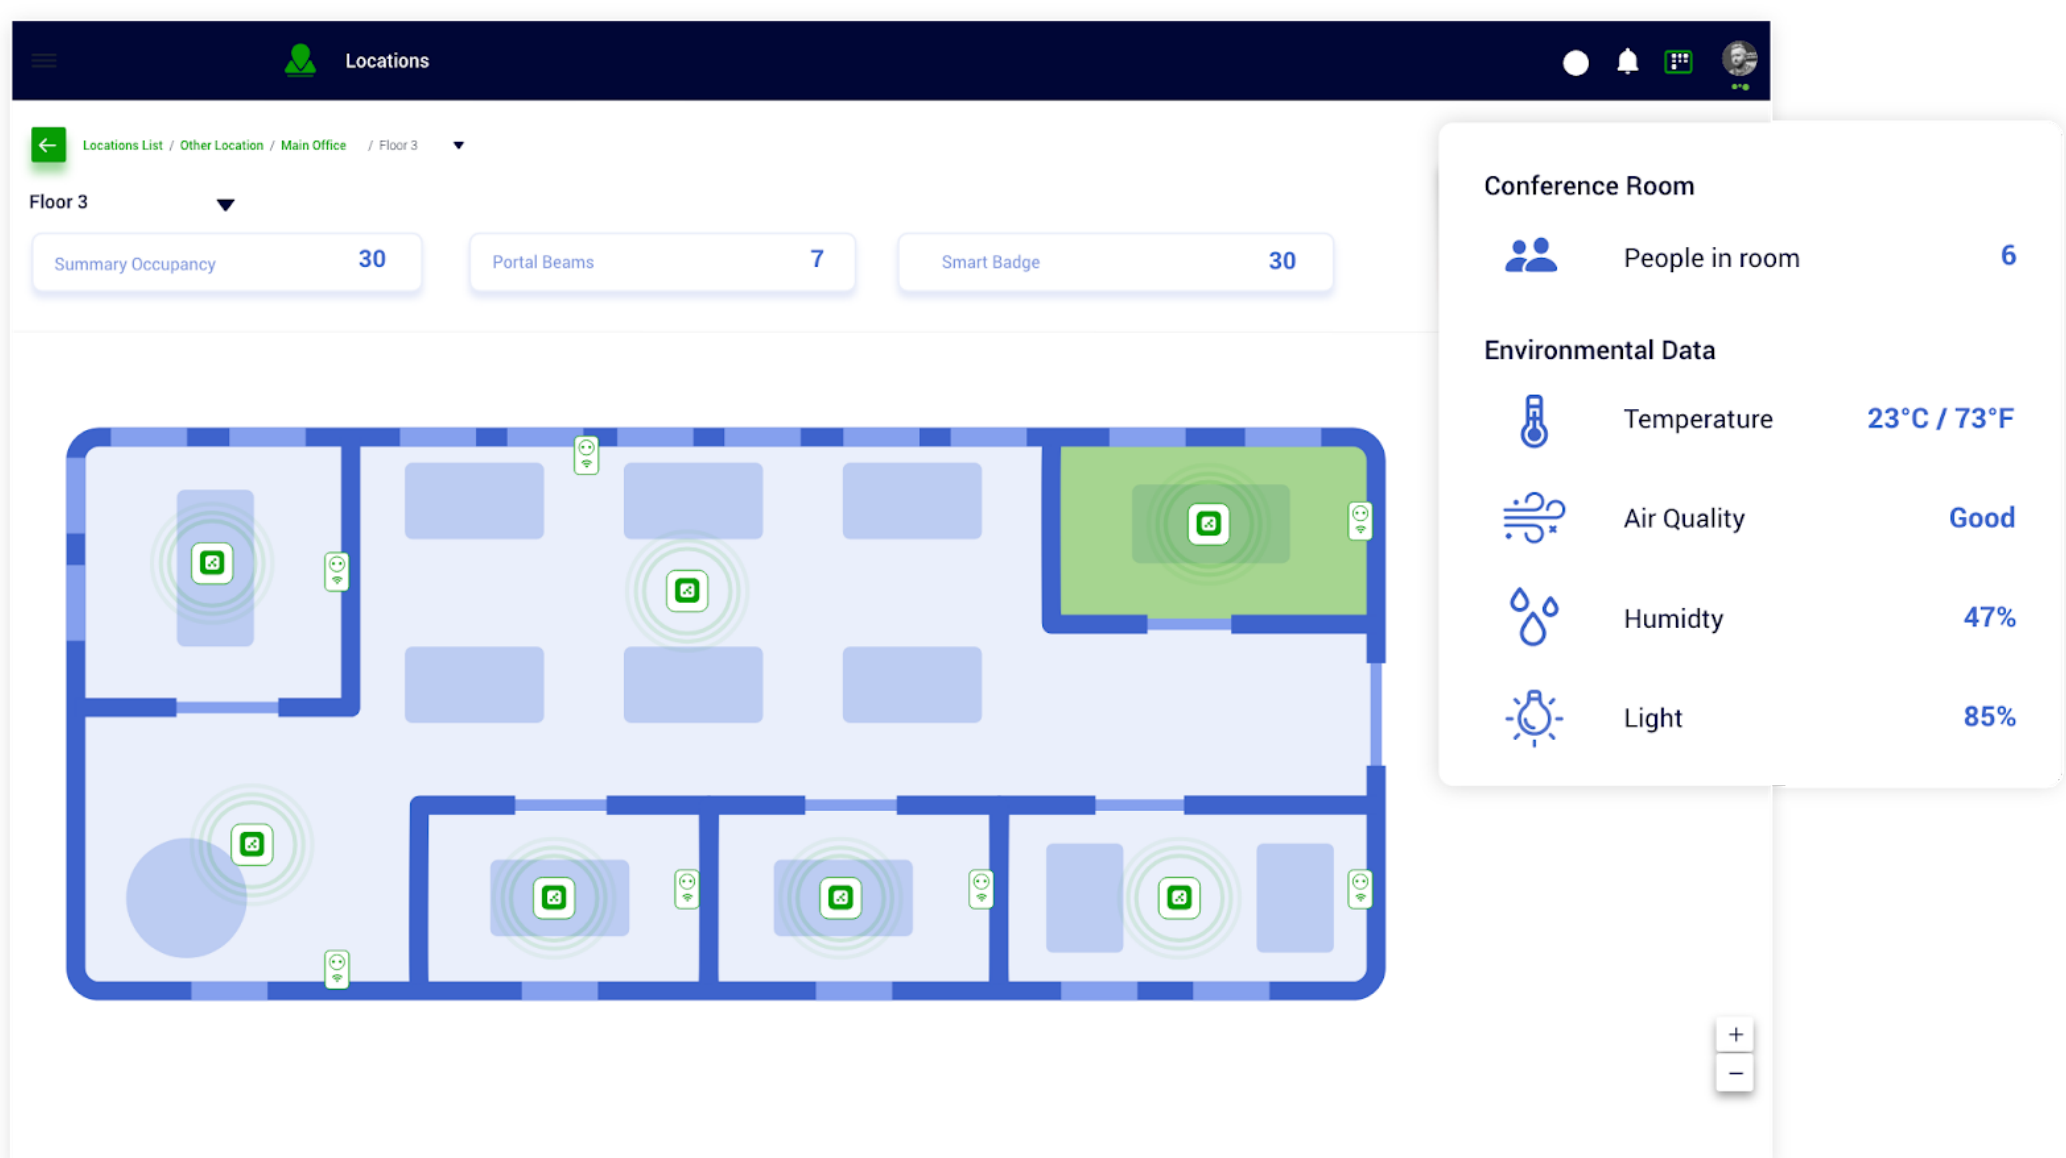 Locations
Locations List / Other Location / Main Office / Floor 3
Floor 3
Summary Occupancy 30
Portal Beams 7
Smart Badge 30
Conference Room
People in room 6
Environmental Data
Temperature 23°C / 73°F
Air Quality Good
Humidty 47%
Light 85%
+
−